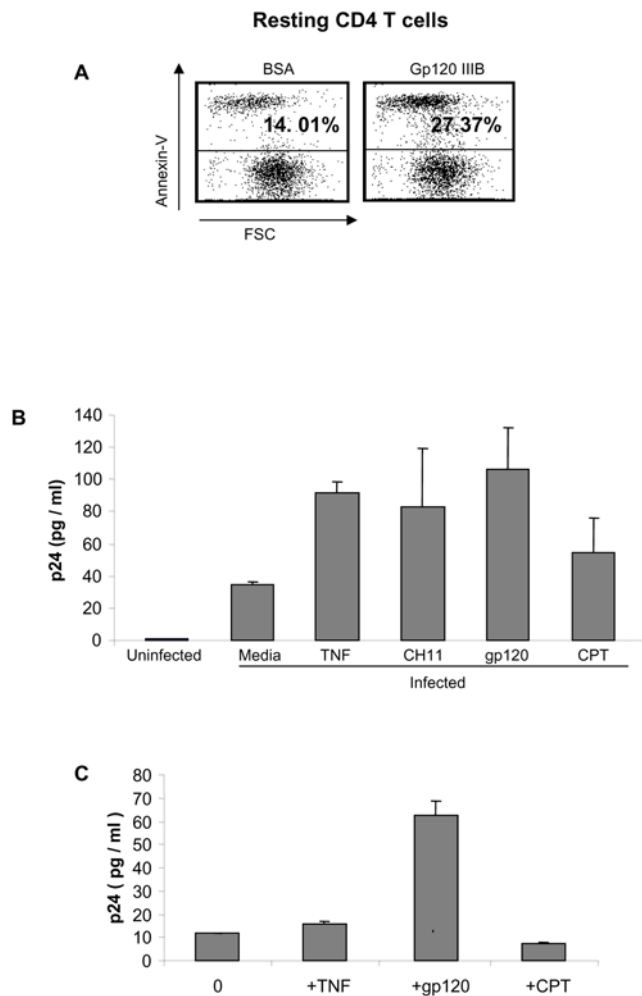 Resting CD4 T cells
A
BSA
Gp120 IIIB
14. 01%
27.37%
Annexin-V
FSC
B
140
120
100
80
60
40
20
0
p24 (pg / ml)
Uninfected
Media
TNF
CH11
gp120
CPT
Infected
C
80
70
60
50
40
30
20
10
0
p24 ( pg / ml )
0
+TNF
+gp120
+CPT